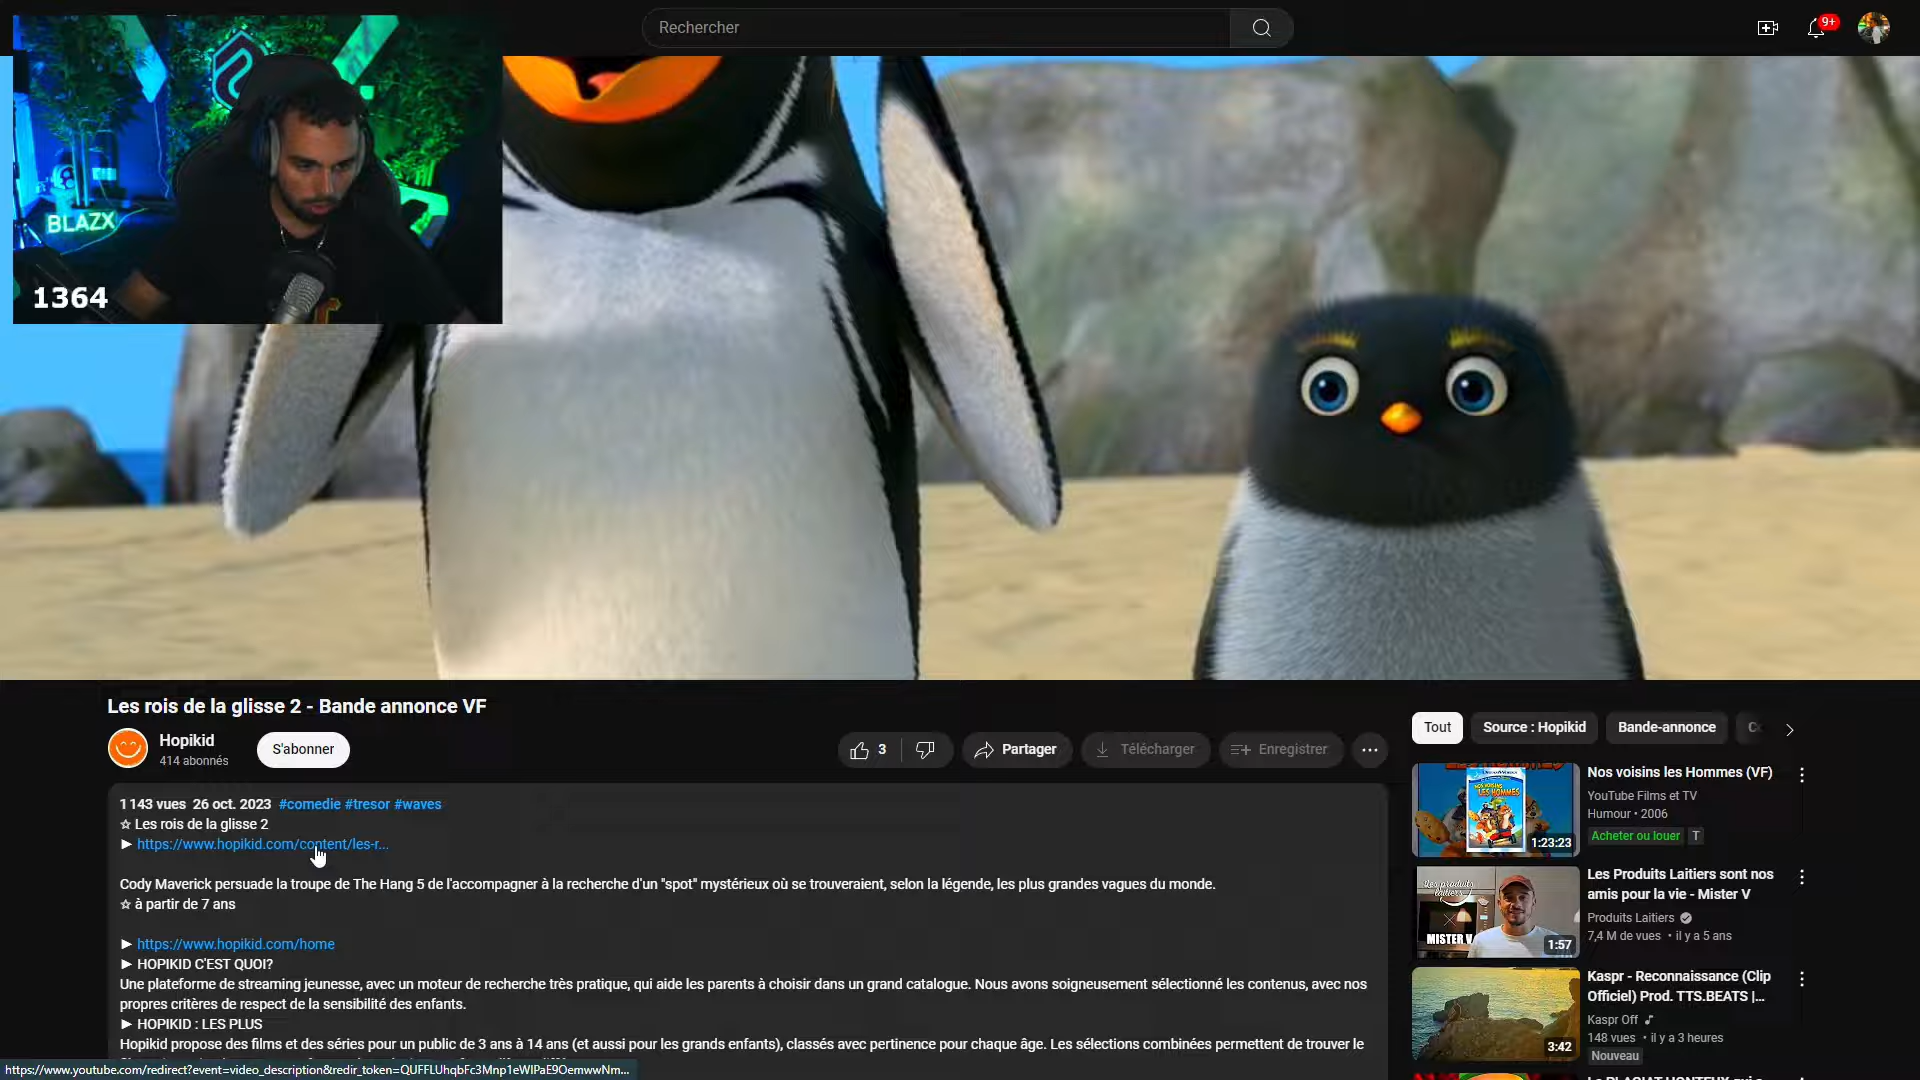 Rechercher
9+
BLAZX
1364
Les rois de la glisse 2 - Bande annonce VF
Hopikid
414 abonnés
S'abonner
3
Partager
Télécharger
Enregistrer
1 143 vues 26 oct. 2023 #comedie #tresor #waves
☆ Les rois de la glisse 2
► https://www.hopikid.com/content/les-r...
Cody Maverick persuade la troupe de The Hang 5 de l'accompagner à la recherche d'un "spot" mystérieux où se trouveraient, selon la légende, les plus grandes vagues du monde.
☆ à partir de 7 ans
► https://www.hopikid.com/home
► HOPIKID C'EST QUOI?
Une plateforme de streaming jeunesse, avec un moteur de recherche très pratique, qui aide les parents à choisir dans un grand catalogue. Nous avons soigneusement sélectionné les contenus, avec nos
propres critères de respect de la sensibilité des enfants.
► HOPIKID : LES PLUS
Hopikid propose des films et des séries pour un public de 3 ans à 14 ans (et aussi pour les grands enfants), classés avec pertinence pour chaque âge. Les sélections combinées permettent de trouver le
https://www.youtube.com/redirect?event=video_description&redir_token=QUFFLUhqbFc3Mnp1eWlPaE9OemwwNm...
Tout
Source : Hopikid
Bande-annonce
NOS VOISINS
LES HOMMES
1:23:23
Nos voisins les Hommes (VF)
YouTube Films et TV
Humour • 2006
Acheter ou louer T
Les produits
laitiers
MISTER V
1:57
Les Produits Laitiers sont nos
amis pour la vie - Mister V
Produits Laitiers
7,4 M de vues • il y a 5 ans
3:42
Kaspr - Reconnaissance (Clip
Officiel) Prod. TTS.BEATS |...
Kaspr Off
148 vues • il y a 3 heures
Nouveau
Le PLAGIAT HONTEUX qui a